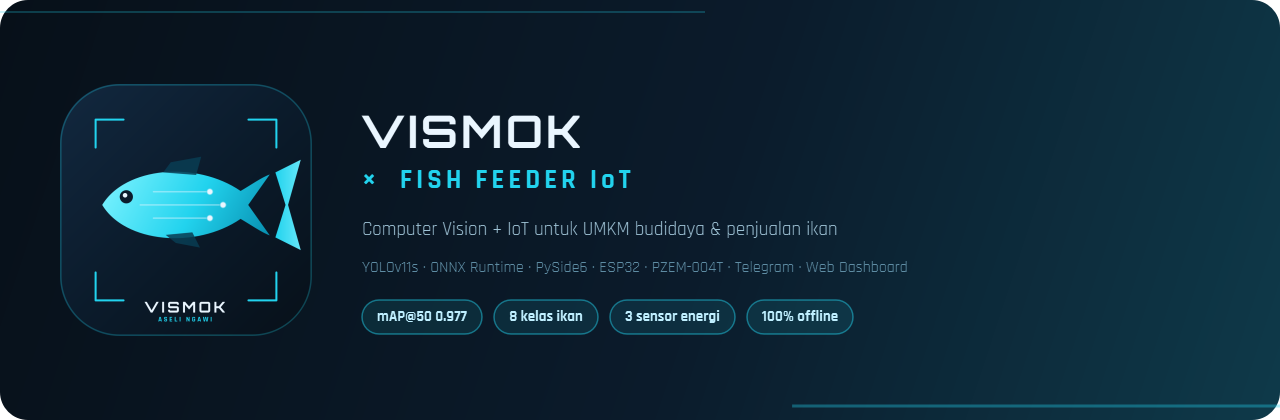 VISMOK
ASELI NGAWI
VISMOK
× FISH FEEDER IoT
Computer Vision + IoT untuk UMKM budidaya & penjualan ikan
YOLOv11s · ONNX Runtime · PySide6 · ESP32 · PZEM-004T · Telegram · Web Dashboard
mAP@50 0.977
8 kelas ikan
3 sensor energi
100% offline